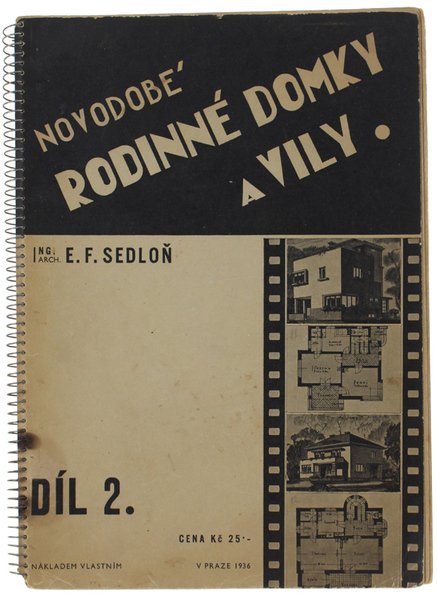 NOVODOBÉ
RODINNÉ DOMKY
A VILY.
ING. ARCH. E. F. SEDLOŇ
DÍL 2.
CENA Kč 25·-
NÁKLADEM VLASTNÍM
V PRAZE 1936